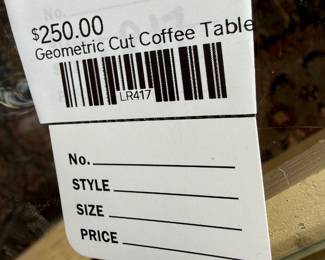 $250.00
Geometric Cut Coffee Table
LR417
No.
STYLE
SIZE
PRICE